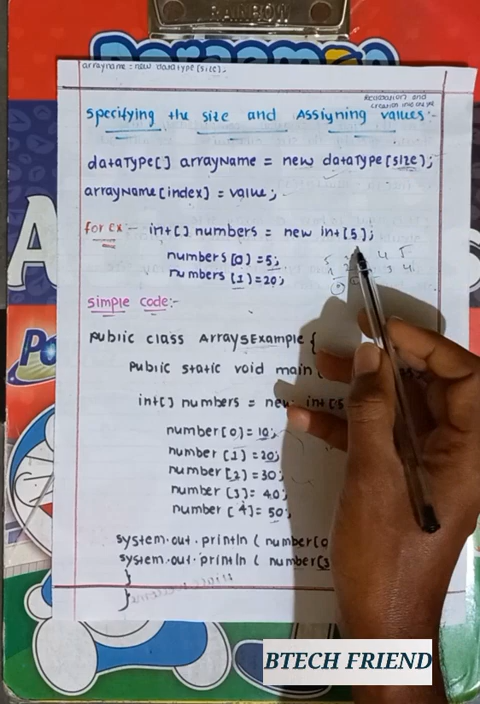 RAINBOW
arrayname = new dataType [size];
Declaration and
Specifying the size and Assigning values:-
dataType[] arrayName = new dataType[size];
arrayName[index] = value;
for ex:- int[] numbers = new int[5];
numbers[0] = 5;
numbers [1] = 20;
simple code:-
public class ArraysExample {
public static void main
int[] numbers = new int[5
number[0] = 10;
number [1] = 20;
number [2] = 30;
number [3] = 40;
number [4] = 50;
system.out.println ( number[0
system.out.println ( number[3
}
}
BTECH FRIEND